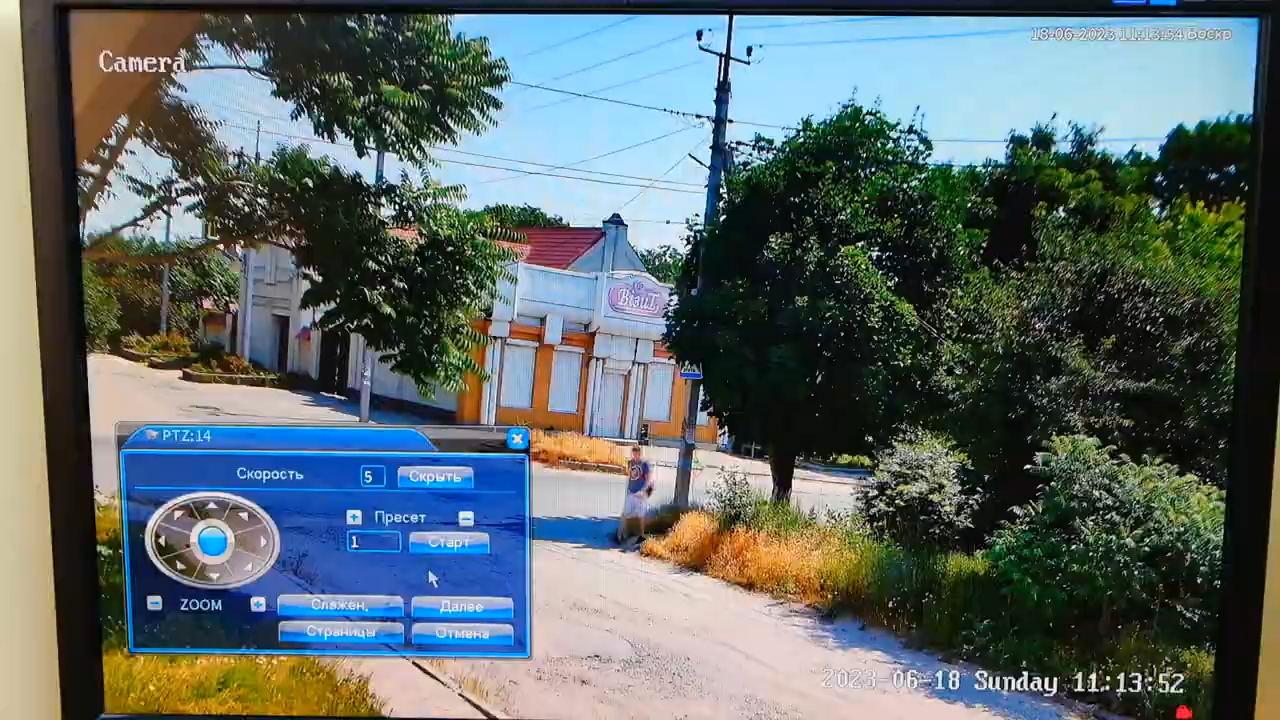 Camera
18-06-2023 11:13:54 Воскр
Візит
PTZ:14
Скорость 5 Скрыть
Пресет
1 Старт
ZOOM Слежен. Далее
Страницы Отмена
2023-06-18 Sunday 11:13:52